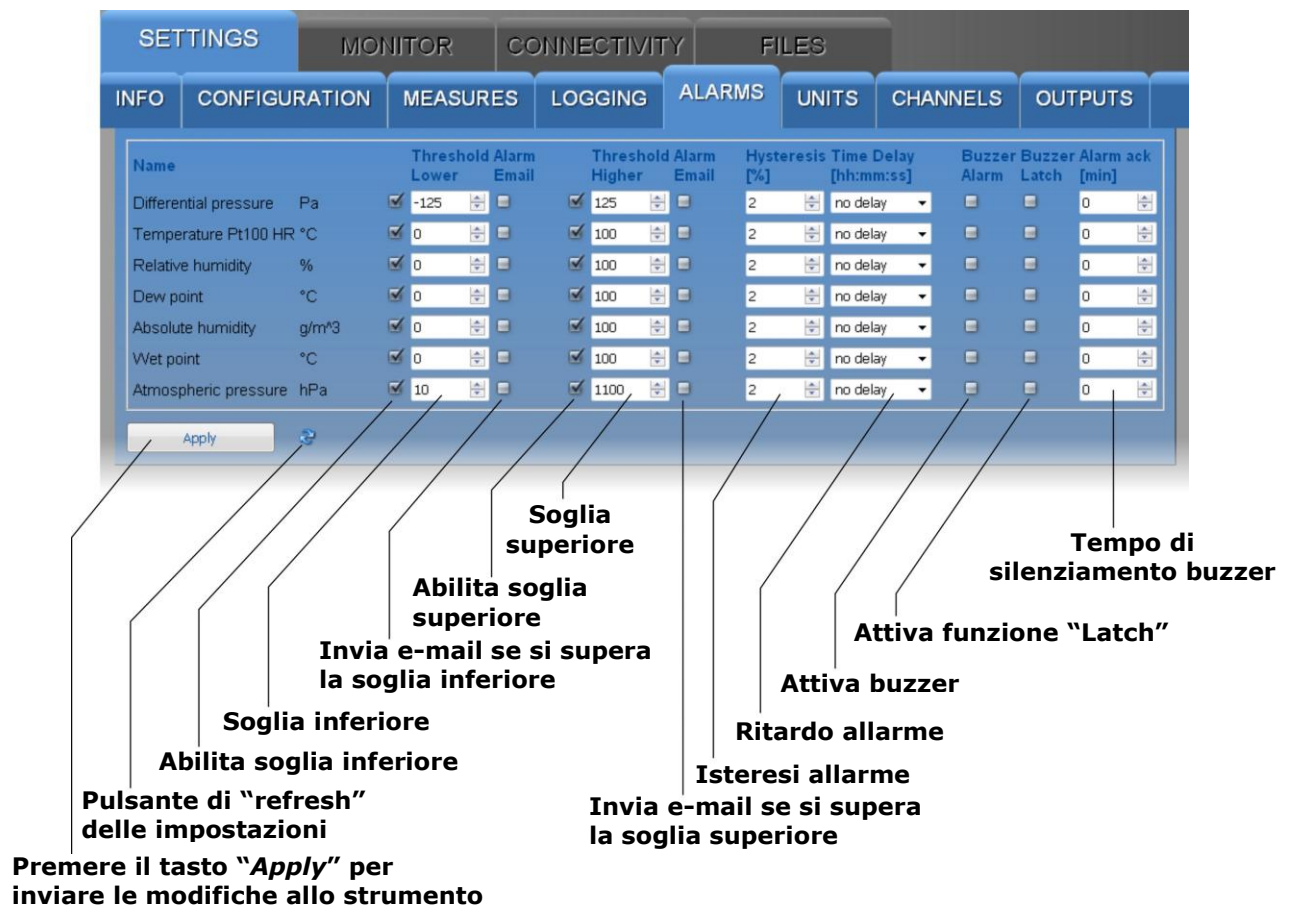 SETTINGS MONITOR CONNECTIVITY FILES
INFO CONFIGURATION MEASURES LOGGING ALARMS UNITS CHANNELS OUTPUTS
Name Threshold Lower Alarm Email Threshold Higher Alarm Email Hysteresis [%] Time Delay [hh:mm:ss] Buzzer Alarm Buzzer Latch Alarm ack [min]
Differential pressure Pa -125 125 2 no delay 0
Temperature Pt100 HR °C 0 100 2 no delay 0
Relative humidity % 0 100 2 no delay 0
Dew point °C 0 100 2 no delay 0
Absolute humidity g/m^3 0 100 2 no delay 0
Wet point °C 0 100 2 no delay 0
Atmospheric pressure hPa 10 1100 2 no delay 0
Apply
Soglia
superiore
Tempo di
silenziamento buzzer
Abilita soglia
superiore
Attiva funzione “Latch”
Invia e-mail se si supera
la soglia inferiore
Attiva buzzer
Soglia inferiore
Ritardo allarme
Abilita soglia inferiore
Isteresi allarme
Pulsante di “refresh”
delle impostazioni
Invia e-mail se si supera
la soglia superiore
Premere il tasto “Apply” per
inviare le modifiche allo strumento